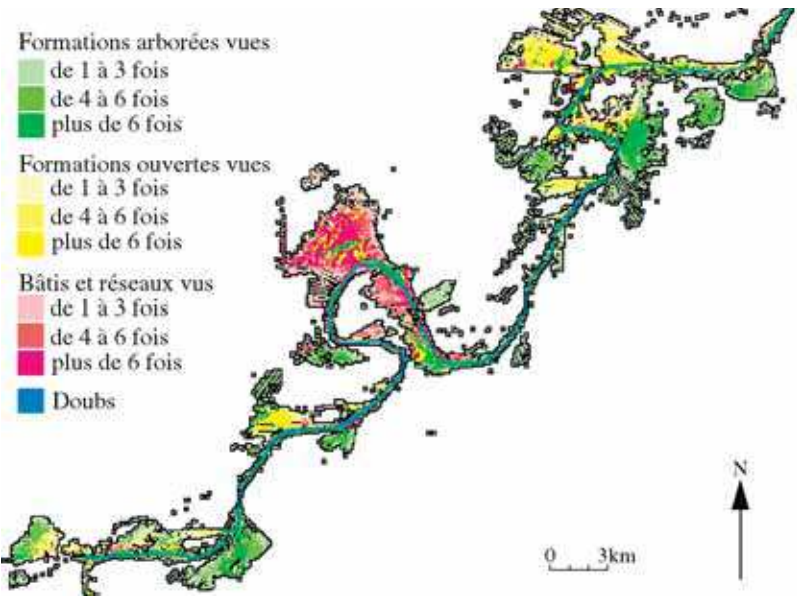 Formations arborées vues
de 1 à 3 fois
de 4 à 6 fois
plus de 6 fois
Formations ouvertes vues
de 1 à 3 fois
de 4 à 6 fois
plus de 6 fois
Bâtis et réseaux vus
de 1 à 3 fois
de 4 à 6 fois
plus de 6 fois
Doubs
N
0 3km